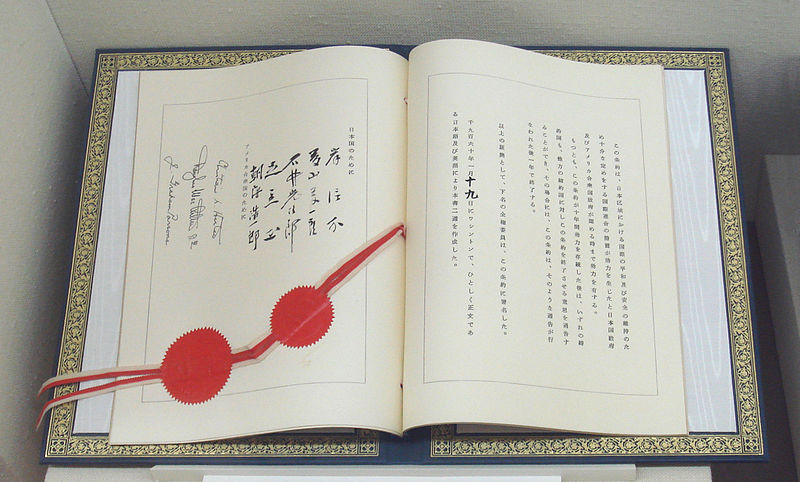 この条約は、日本区域における国際の平和及び安全の維持のた
め十分な定めをする国際連合の措置が効力を生じたと日本国政府
及びアメリカ合衆国政府が認める時まで効力を有する。
もつとも、この条約が十年間効力を存続した後は、いずれの締
約国も、他方の締約国に対しこの条約を終了させる意思を通告す
ることができ、その場合には、この条約は、そのような通告が行
なわれた後一年で終了する。
以上の証拠として、下名の全権委員は、この条約に署名した。
千九百六十年一月十九日にワシントンで、ひとしく正文であ
る日本語及び英語により本書二通を作成した。
日本国のために
岸信介
藤山愛一郎
石井光次郎
足立正
朝海浩一郎
アメリカ合衆国のために
Christian A. Herter
J. Graham Parsons